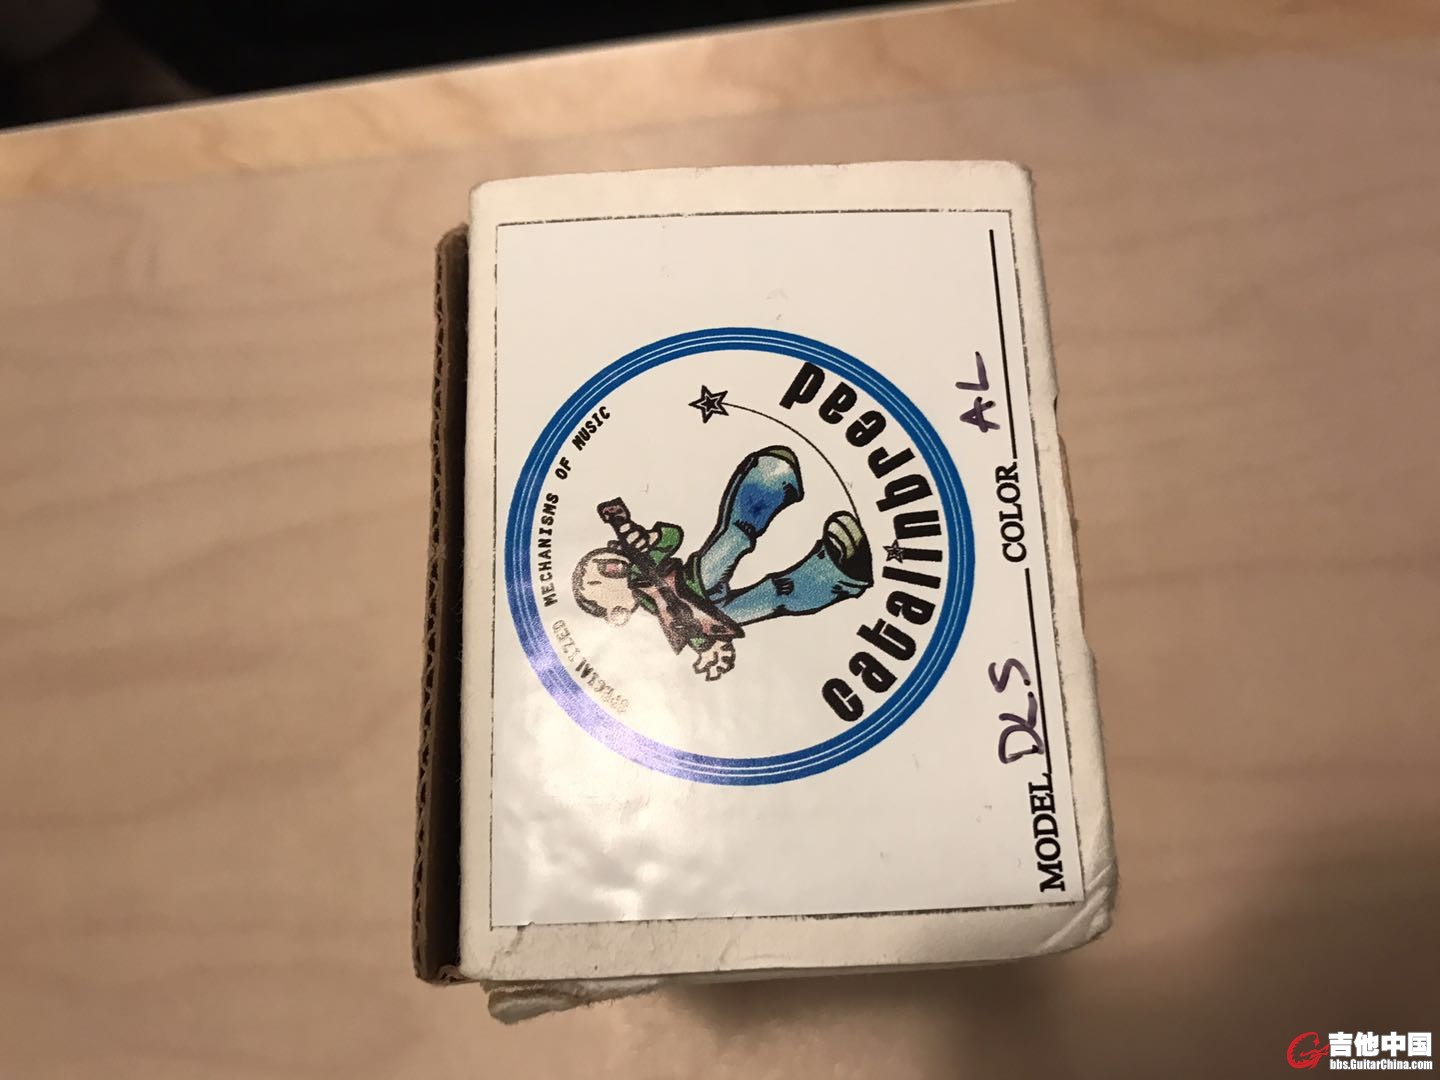 SPECIALIZED MECHANISMS OF MUSIC
catalinbread
MODEL DLS COLOR AL
吉他中国
bbs.GuitarChina.com